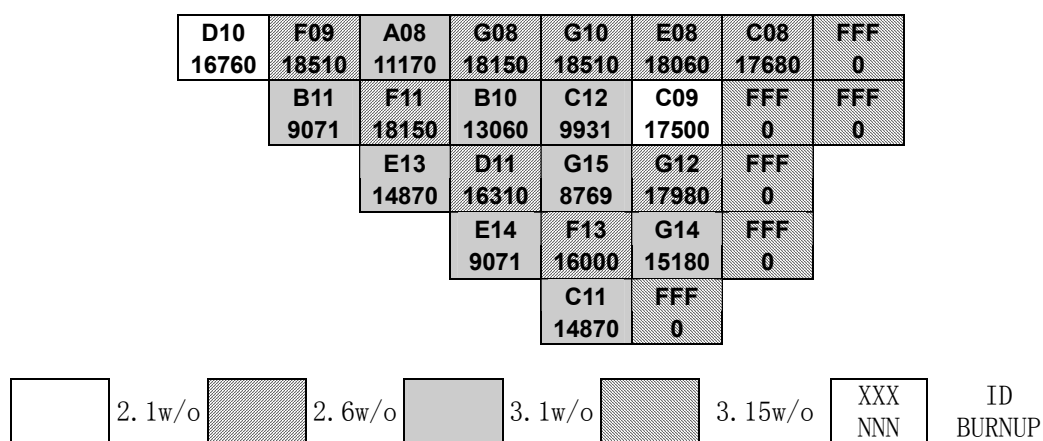 D10 F09 A08 G08 G10 E08 C08 FFF
16760 18510 11170 18150 18510 18060 17680 0
B11 F11 B10 C12 C09 FFF FFF
9071 18150 13060 9931 17500 0 0
E13 D11 G15 G12 FFF
14870 16310 8769 17980 0
E14 F13 G14 FFF
9071 16000 15180 0
C11 FFF
14870 0
2.1w/o 2.6w/o 3.1w/o 3.15w/o XXX ID
NNN BURNUP